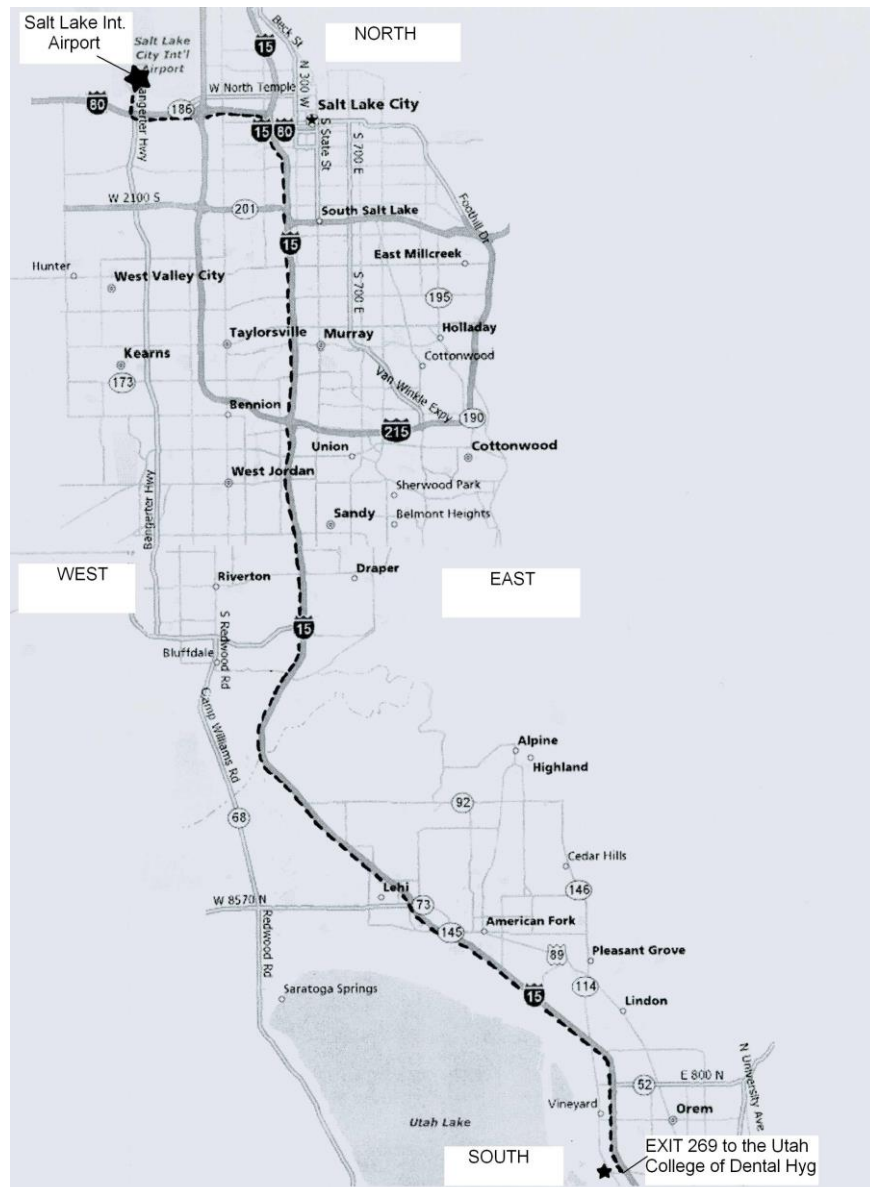 Salt Lake Int.
Airport
Salt Lake
City Int'l
Airport
15
Beck St
NORTH
N 300 W
W North Temple
80
186
Bangerter Hwy
Salt Lake City
15
80
S State St
S 700 E
W 2100 S
201
South Salt Lake
Foothill Dr
15
East Millcreek
Hunter
West Valley City
S 700 E
195
Taylorsville
Murray
Holladay
Kearns
Cottonwood
173
Van Winkle Expy
Bennion
190
215
Union
Cottonwood
West Jordan
Bangerter Hwy
Sherwood Park
Sandy
Belmont Heights
WEST
Riverton
Draper
EAST
S Redwood Rd
15
Bluffdale
Camp Williams Rd
Alpine
Highland
92
68
Cedar Hills
Lehi
146
W 8570 N
73
Redwood Rd
145
American Fork
89
Pleasant Grove
Saratoga Springs
15
114
Lindon
N University Ave
E 800 N
52
Vineyard
Orem
Utah Lake
SOUTH
EXIT 269 to the Utah
College of Dental Hyg